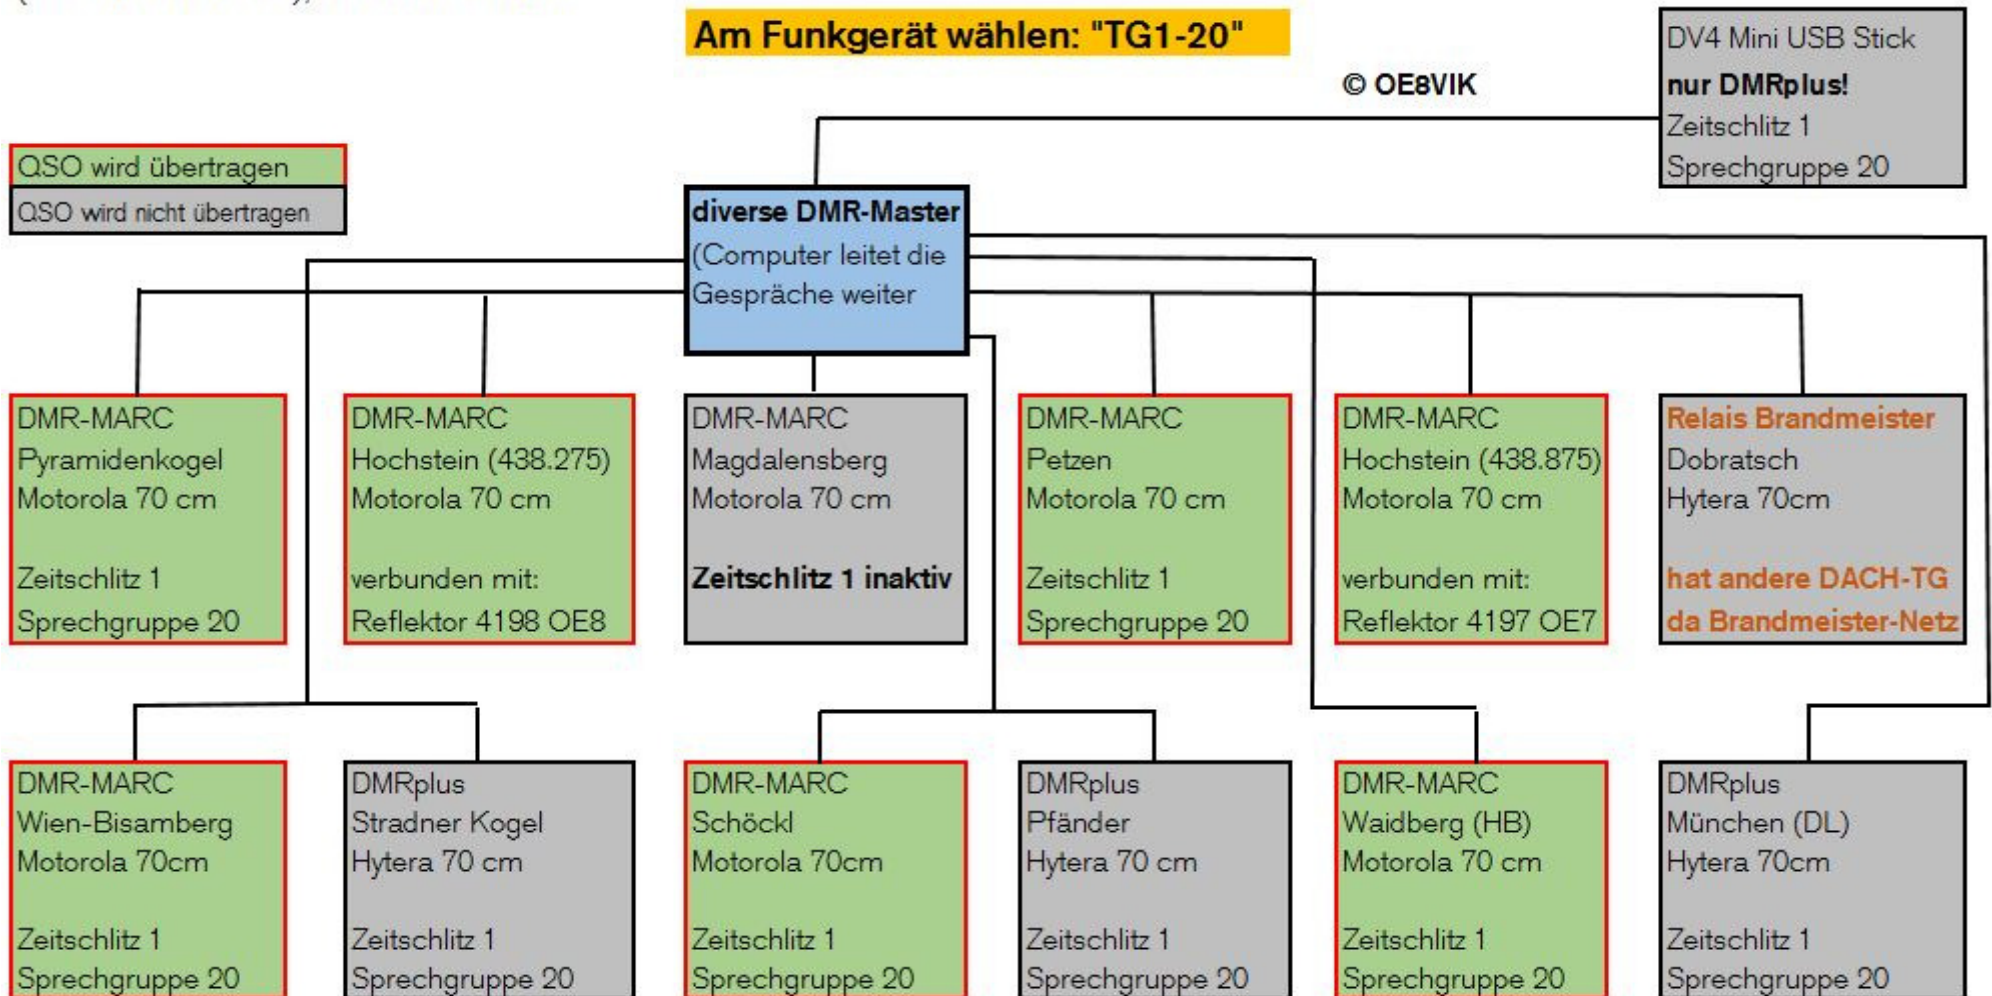 Am Funkgerät wählen: "TG1-20"
© OE8VIK
DV4 Mini USB Stick
nur DMRplus!
Zeitschlitz 1
Sprechgruppe 20
QSO wird übertragen
QSO wird nicht übertragen
diverse DMR-Master
(Computer leitet die
Gespräche weiter
DMR-MARC
Pyramidenkogel
Motorola 70 cm
Zeitschlitz 1
Sprechgruppe 20
DMR-MARC
Hochstein (438.275)
Motorola 70 cm
verbunden mit:
Reflektor 4198 OE8
DMR-MARC
Magdalensberg
Motorola 70 cm
Zeitschlitz 1 inaktiv
DMR-MARC
Petzen
Motorola 70 cm
Zeitschlitz 1
Sprechgruppe 20
DMR-MARC
Hochstein (438.875)
Motorola 70 cm
verbunden mit:
Reflektor 4197 OE7
Relais Brandmeister
Dobratsch
Hytera 70cm
hat andere DACH-TG
da Brandmeister-Netz
DMR-MARC
Wien-Bisamberg
Motorola 70cm
Zeitschlitz 1
Sprechgruppe 20
DMRplus
Stradner Kogel
Hytera 70 cm
Zeitschlitz 1
Sprechgruppe 20
DMR-MARC
Schöckl
Motorola 70cm
Zeitschlitz 1
Sprechgruppe 20
DMRplus
Pfänder
Hytera 70 cm
Zeitschlitz 1
Sprechgruppe 20
DMR-MARC
Waidberg (HB)
Motorola 70 cm
Zeitschlitz 1
Sprechgruppe 20
DMRplus
München (DL)
Hytera 70cm
Zeitschlitz 1
Sprechgruppe 20